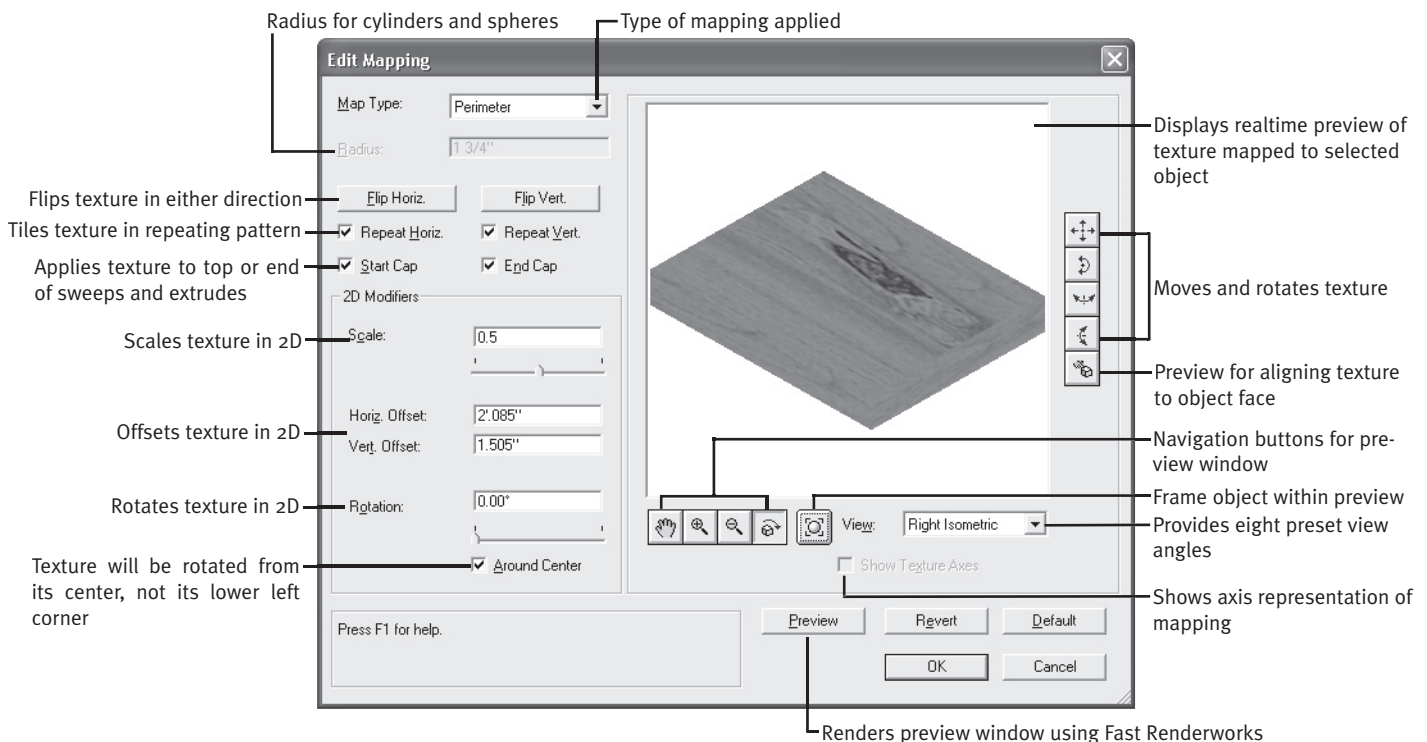 Radius for cylinders and spheres
Type of mapping applied
Edit Mapping
Map Type:
Perimeter
Radius:
1 3/4"
Flip Horiz.
Flip Vert.
Repeat Horiz.
Repeat Vert.
Start Cap
End Cap
2D Modifiers
Scale:
0.5
Horiz. Offset:
2'.085"
Vert. Offset:
1.505"
Rotation:
0.00°
Around Center
Press F1 for help.
View:
Right Isometric
Show Texture Axes
Preview
Revert
Default
OK
Cancel
Flips texture in either direction
Tiles texture in repeating pattern
Applies texture to top or end
of sweeps and extrudes
Scales texture in 2D
Offsets texture in 2D
Rotates texture in 2D
Texture will be rotated from
its center, not its lower left
corner
Displays realtime preview of
texture mapped to selected
object
Moves and rotates texture
Preview for aligning texture
to object face
Navigation buttons for pre-
view window
Frame object within preview
Provides eight preset view
angles
Shows axis representation of
mapping
Renders preview window using Fast Renderworks